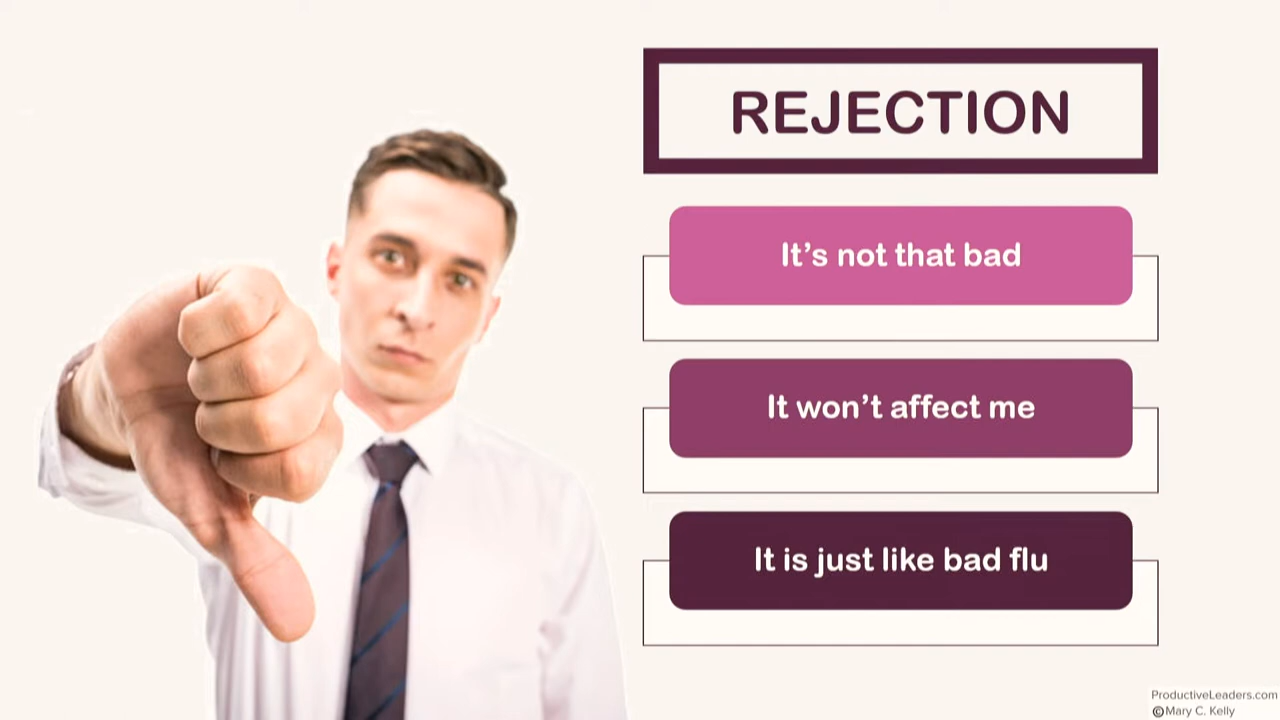 REJECTION
It’s not that bad
It won’t affect me
It is just like bad flu
ProductiveLeaders.com
©Mary C. Kelly